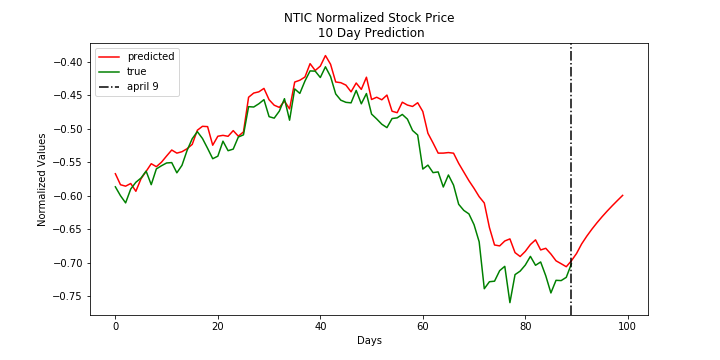 NTIC Normalized Stock Price
10 Day Prediction
predicted
true
april 9
−0.40
−0.45
−0.50
−0.55
−0.60
−0.65
−0.70
−0.75
Normalized Values
0 20 40 60 80 100
Days